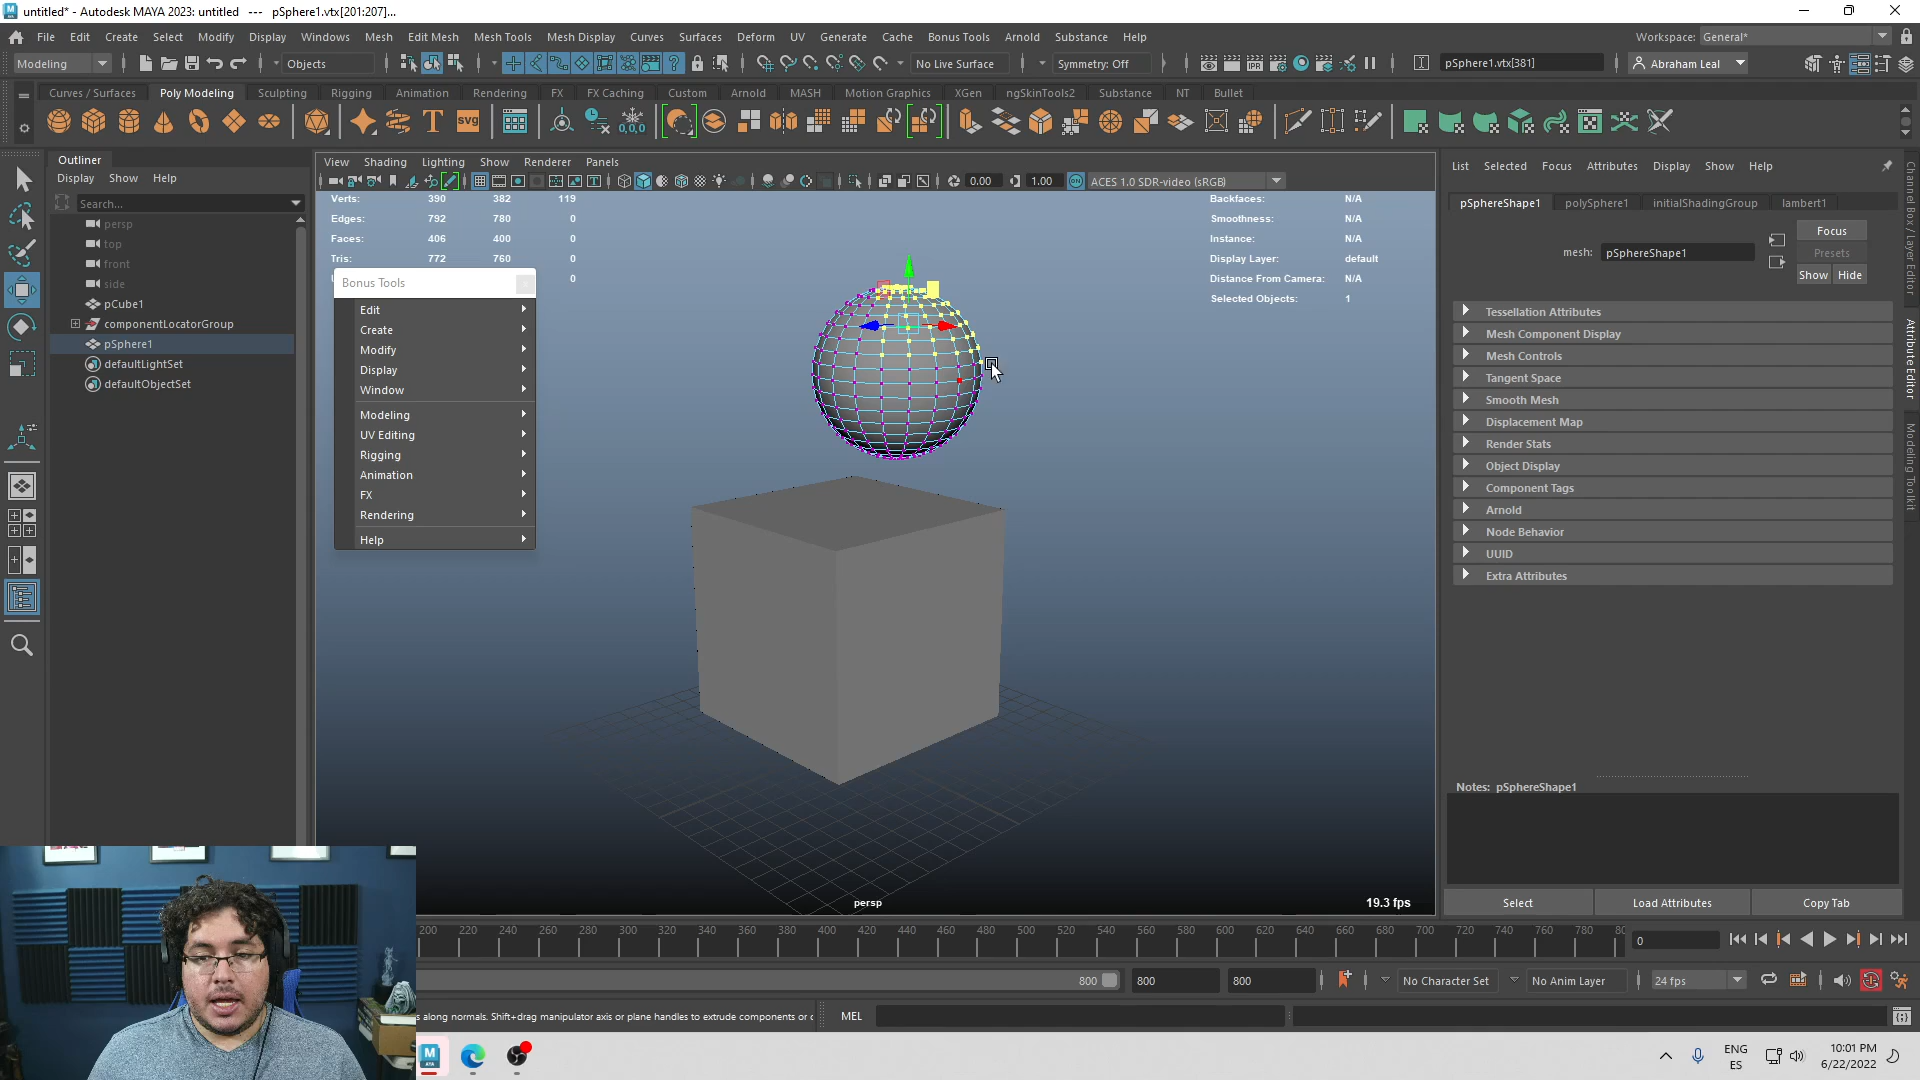 untitled* - Autodesk MAYA 2023: untitled --- pSphere1.vtx[201:207]...
File Edit Create Select Modify Display Windows Mesh Edit Mesh Mesh Tools Mesh Display Curves Surfaces Deform UV Generate Cache Bonus Tools Arnold Substance Help
Workspace: General*
Modeling Objects No Live Surface Symmetry: Off pSphere1.vtx[381] Abraham Leal
Curves / Surfaces Poly Modeling Sculpting Rigging Animation Rendering FX FX Caching Custom Arnold MASH Motion Graphics XGen ngSkinTools2 Substance NT Bullet
Outliner
Display Show Help
Search...
persp
top
front
side
pCube1
componentLocatorGroup
pSphere1
defaultLightSet
defaultObjectSet
View Shading Lighting Show Renderer Panels
0.00 1.00 ACES 1.0 SDR-video (sRGB)
Verts: 390 382 119
Edges: 792 780 0
Faces: 406 400 0
Tris: 772 760 0
0
Backfaces: N/A
Smoothness: N/A
Instance: N/A
Display Layer: default
Distance From Camera: N/A
Selected Objects: 1
Bonus Tools
Edit
Create
Modify
Display
Window
Modeling
UV Editing
Rigging
Animation
FX
Rendering
Help
persp
19.3 fps
List Selected Focus Attributes Display Show Help
pSphereShape1 polySphere1 initialShadingGroup lambert1
mesh: pSphereShape1
Focus
Presets
Show Hide
Tessellation Attributes
Mesh Component Display
Mesh Controls
Tangent Space
Smooth Mesh
Displacement Map
Render Stats
Object Display
Component Tags
Arnold
Node Behavior
UUID
Extra Attributes
Notes: pSphereShape1
Select Load Attributes Copy Tab
Channel Box / Layer Editor
Attribute Editor
Modeling Toolkit
200 220 240 260 280 300 320 340 360 380 400 420 440 460 480 500 520 540 560 580 600 620 640 660 680 700 720 740 760 780 80
0
800 800 800 No Character Set No Anim Layer 24 fps
s along normals. Shift+drag manipulator axis or plane handles to extrude components or c
MEL
ENG
ES
10:01 PM
6/22/2022